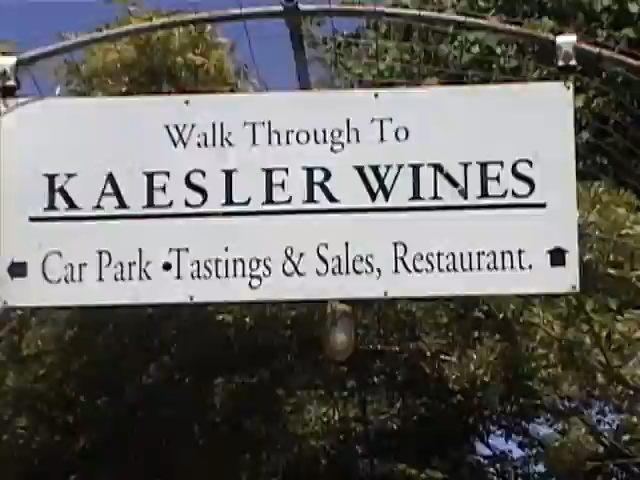 Walk Through To
KAESLER WINES
Car Park •Tastings & Sales, Restaurant.